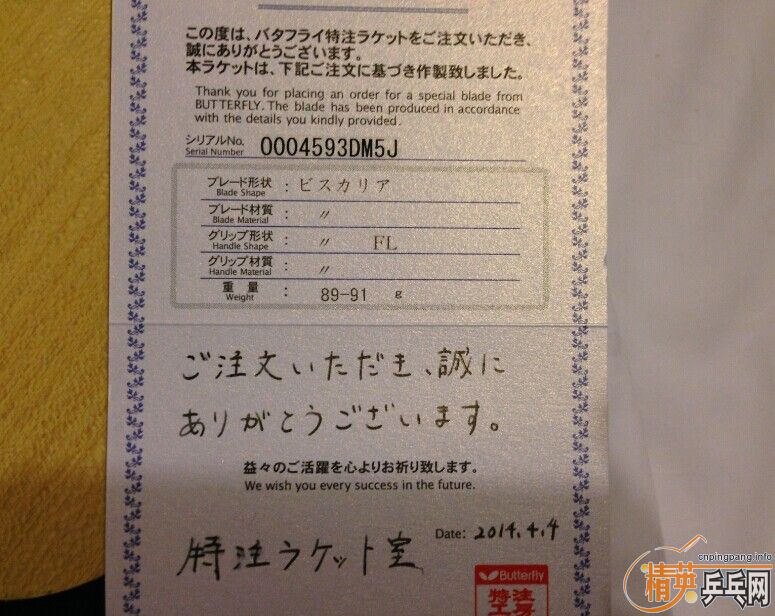 この度は、バタフライ特注ラケットをご注文いただき、
誠にありがとうございます。
本ラケットは、下記ご注文に基づき作製致しました。
Thank you for placing an order for a special blade from
BUTTERFLY. The blade has been produced in accordance
with the details you kindly provided.
シリアルNo. 0004593DM5J
Serial Number
ブレード形状 : ビスカリア
Blade Shape
ブレード材質 : 〃
Blade Material
グリップ形状 : 〃 FL
Handle Shape
グリップ材質 : 〃
Handle Material
重量 : 89-91 g
Weight
ご注文いただき、誠に
ありがとうございます。
益々のご活躍を心よりお祈り致します。
We wish you every success in the future.
Date: 2014.4.4
特注ラケット室
Butterfly
特注
工房
cnpingpang.info
精英乒乓网